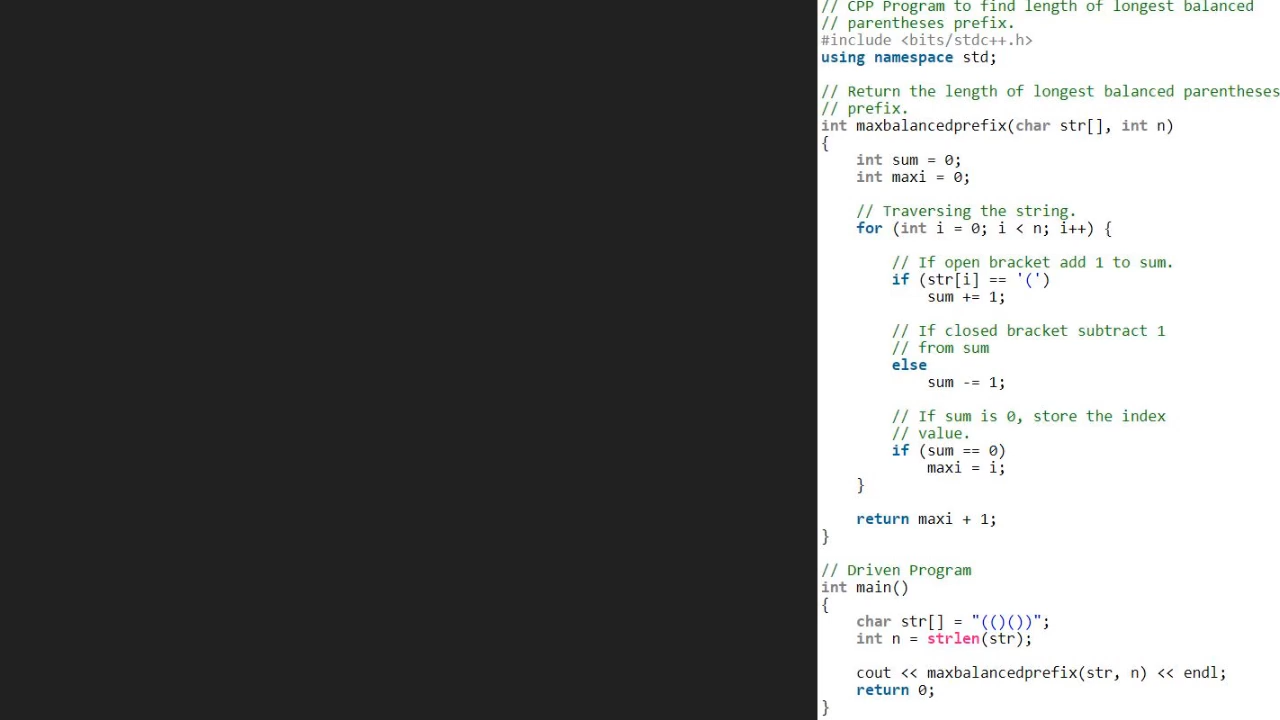 // CPP Program to find length of longest balanced
// parentheses prefix.
#include <bits/stdc++.h>
using namespace std;
// Return the length of longest balanced parentheses
// prefix.
int maxbalancedprefix(char str[], int n)
{
    int sum = 0;
    int maxi = 0;
    // Traversing the string.
    for (int i = 0; i < n; i++) {
        // If open bracket add 1 to sum.
        if (str[i] == '(')
            sum += 1;
        // If closed bracket subtract 1
        // from sum
        else
            sum -= 1;
        // If sum is 0, store the index
        // value.
        if (sum == 0)
            maxi = i;
    }
    return maxi + 1;
}
// Driven Program
int main()
{
    char str[] = "(()())";
    int n = strlen(str);
    cout << maxbalancedprefix(str, n) << endl;
    return 0;
}